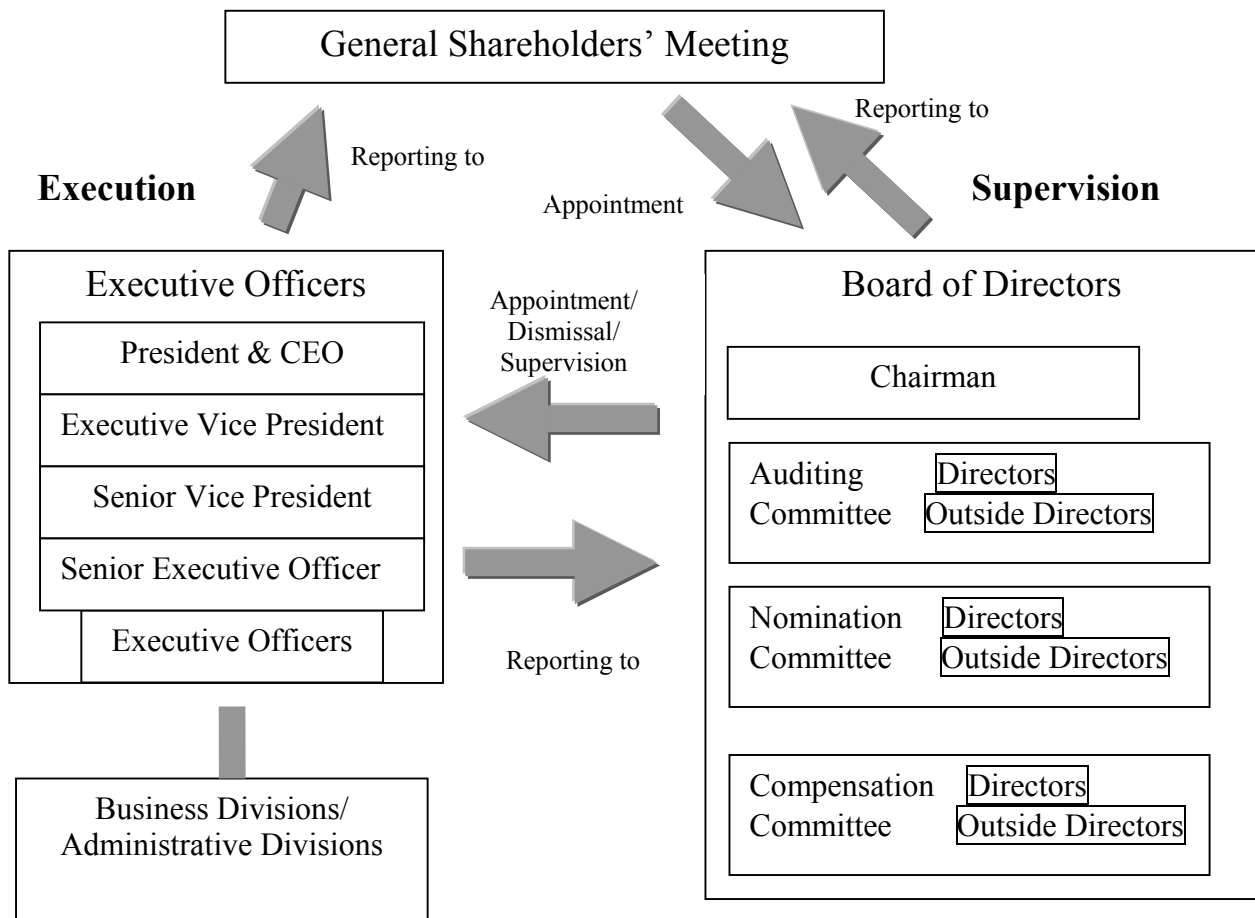 General Shareholders’ Meeting
Reporting to
Reporting to
Execution
Supervision
Appointment
Executive Officers
President & CEO
Executive Vice President
Senior Vice President
Senior Executive Officer
Executive Officers
Appointment/
Dismissal/
Supervision
Reporting to
Board of Directors
Chairman
Auditing Directors
Committee Outside Directors
Nomination Directors
Committee Outside Directors
Compensation Directors
Committee Outside Directors
Business Divisions/
Administrative Divisions